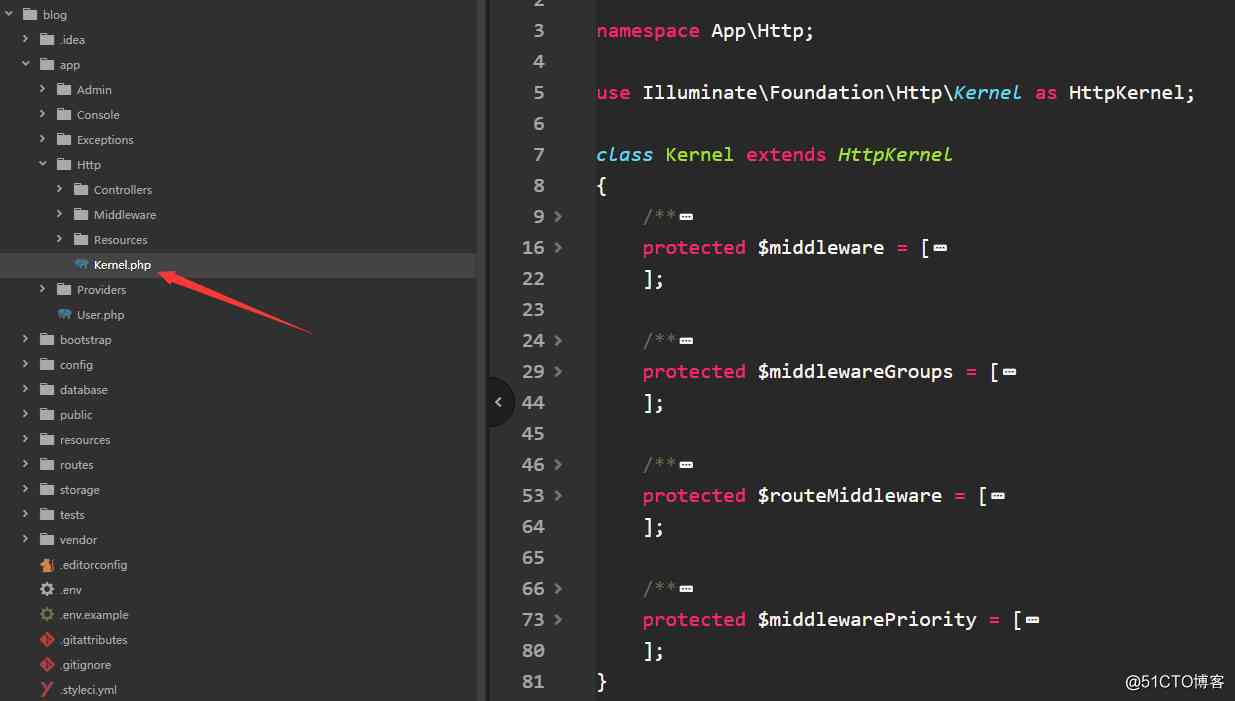 blog
.idea
app
Admin
Console
Exceptions
Http
Controllers
Middleware
Resources
Kernel.php
Providers
User.php
bootstrap
config
database
public
resources
routes
storage
tests
vendor
.editorconfig
.env
.env.example
.gitattributes
.gitignore
.styleci.yml
2
3 namespace App\Http;
4
5 use Illuminate\Foundation\Http\Kernel as HttpKernel;
6
7 class Kernel extends HttpKernel
8 {
9 /**
16 protected $middleware = [
22 ];
23
24 /**
29 protected $middlewareGroups = [
44 ];
45
46 /**
53 protected $routeMiddleware = [
64 ];
65
66 /**
73 protected $middlewarePriority = [
80 ];
81 }
@51CTO博客